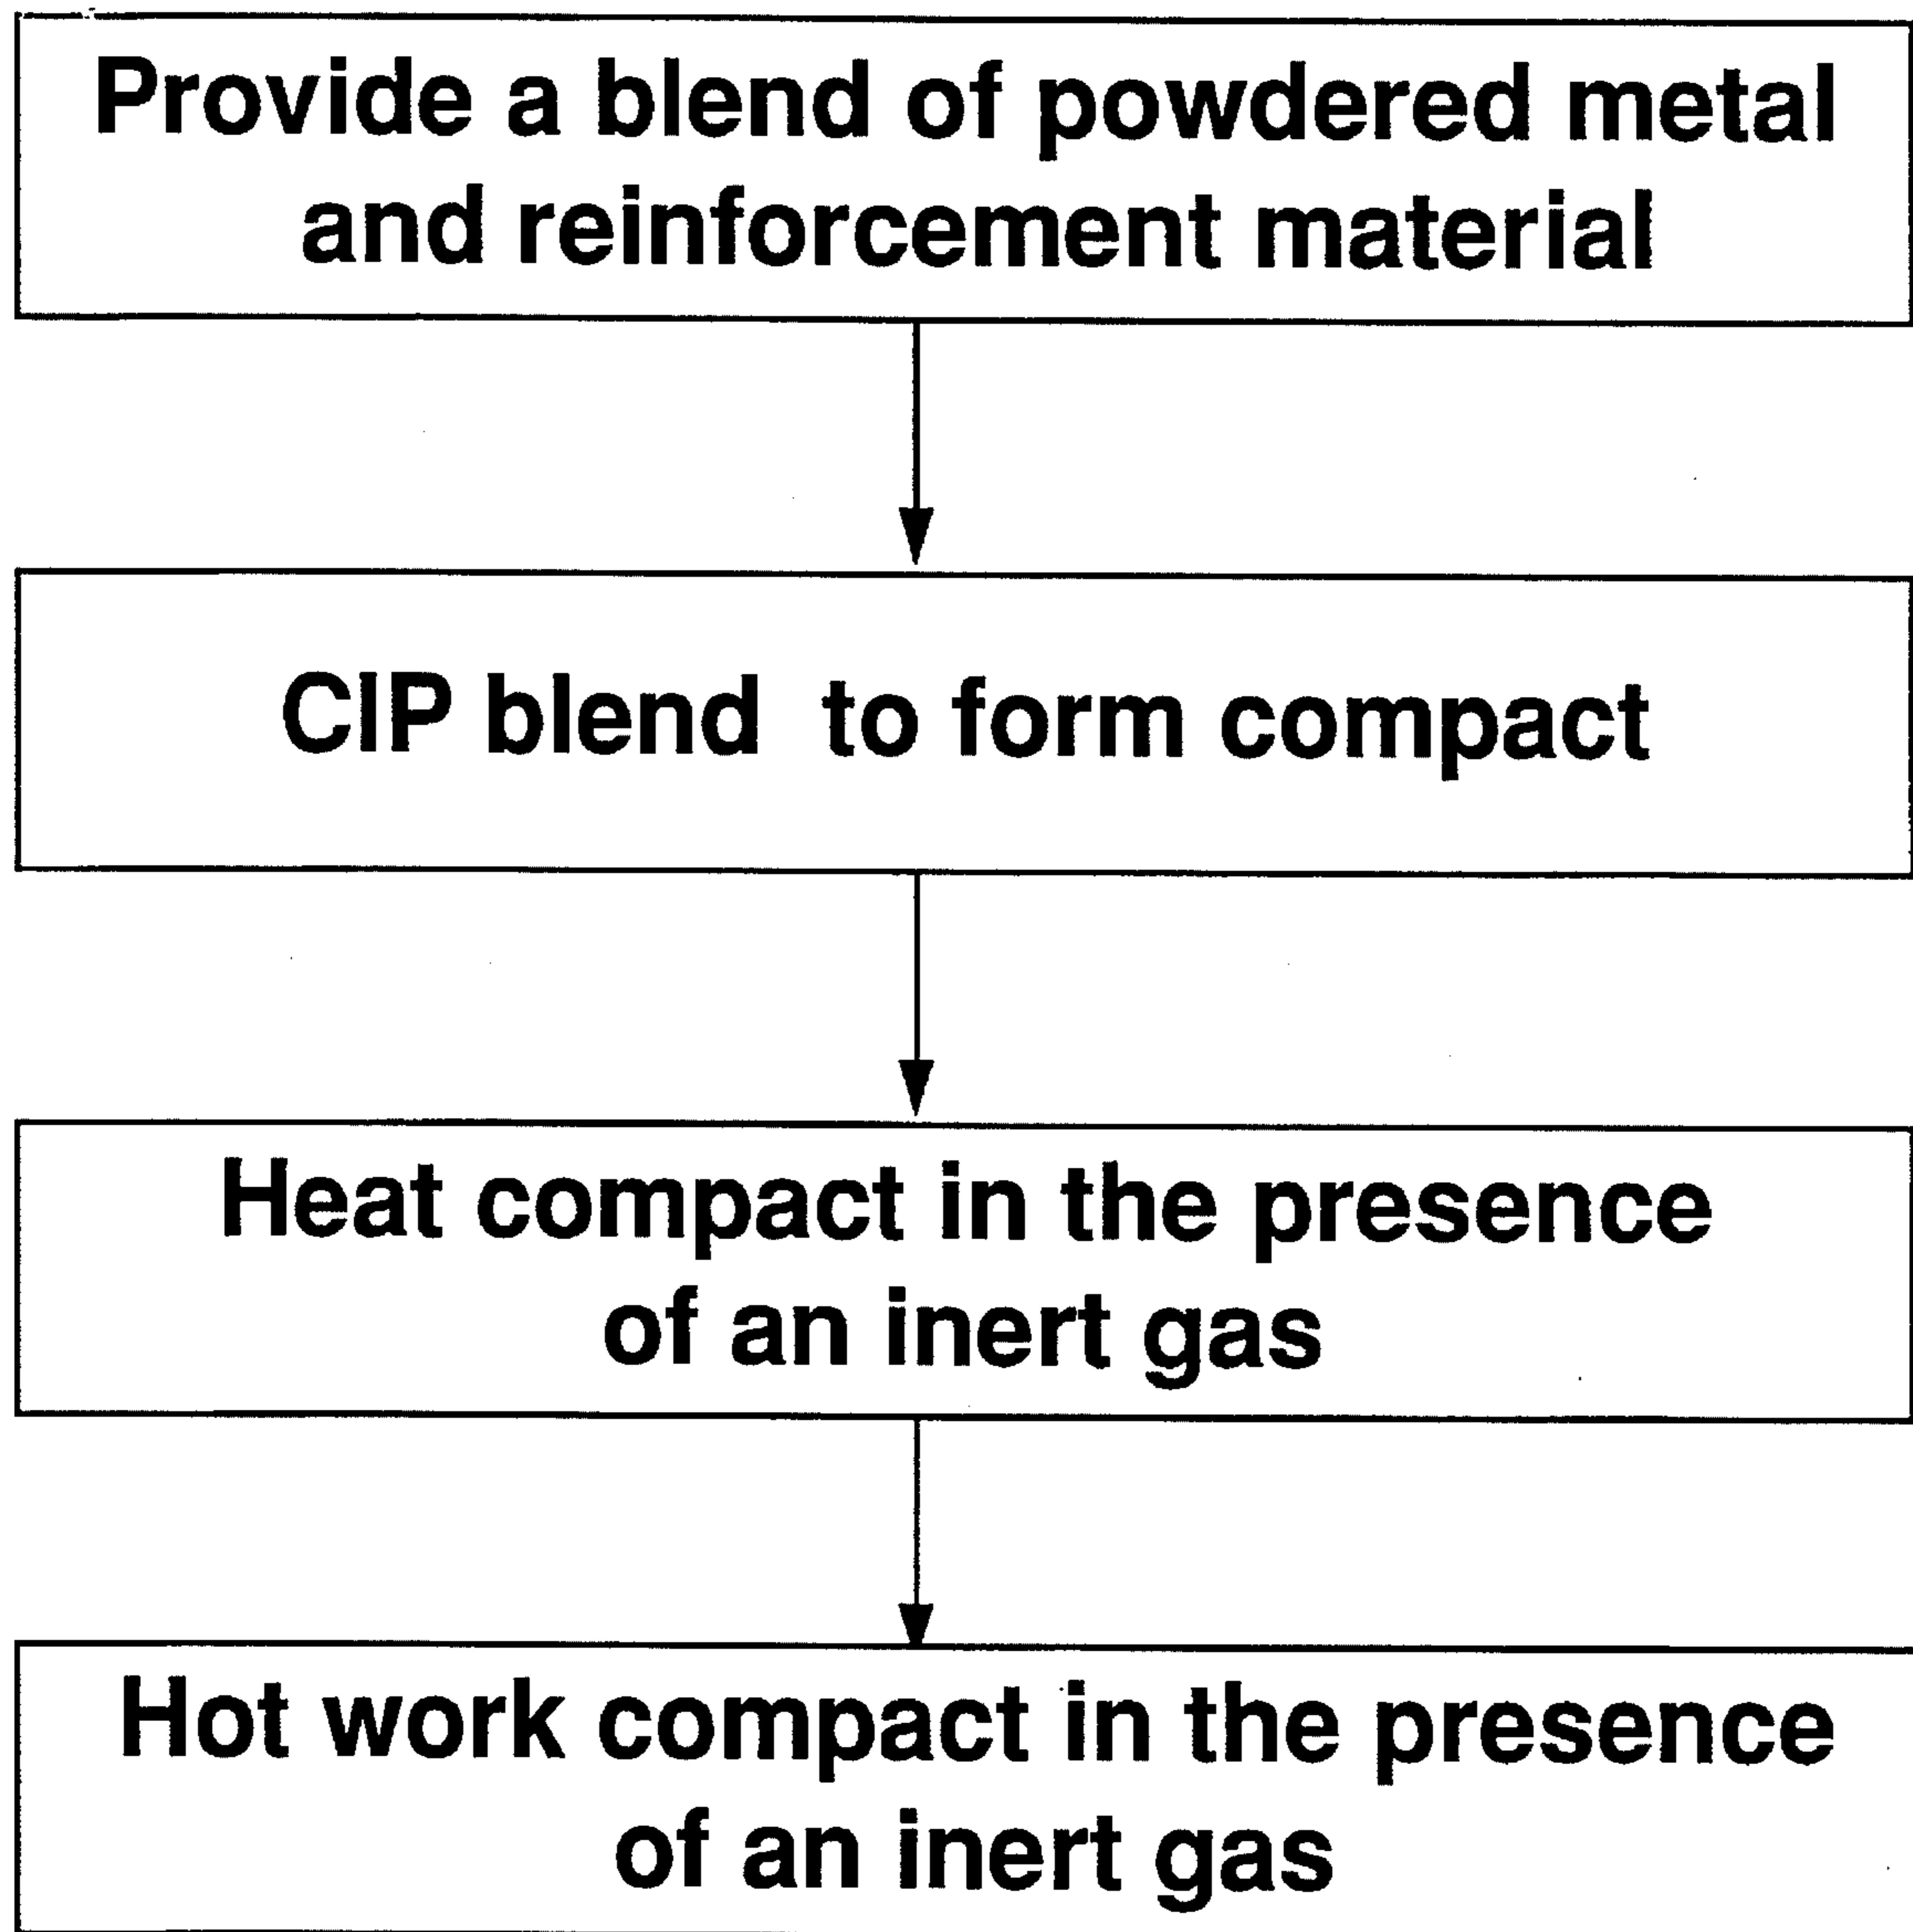 Provide a blend of powdered metal
and reinforcement material
CIP blend to form compact
Heat compact in the presence
of an inert gas
Hot work compact in the presence
of an inert gas